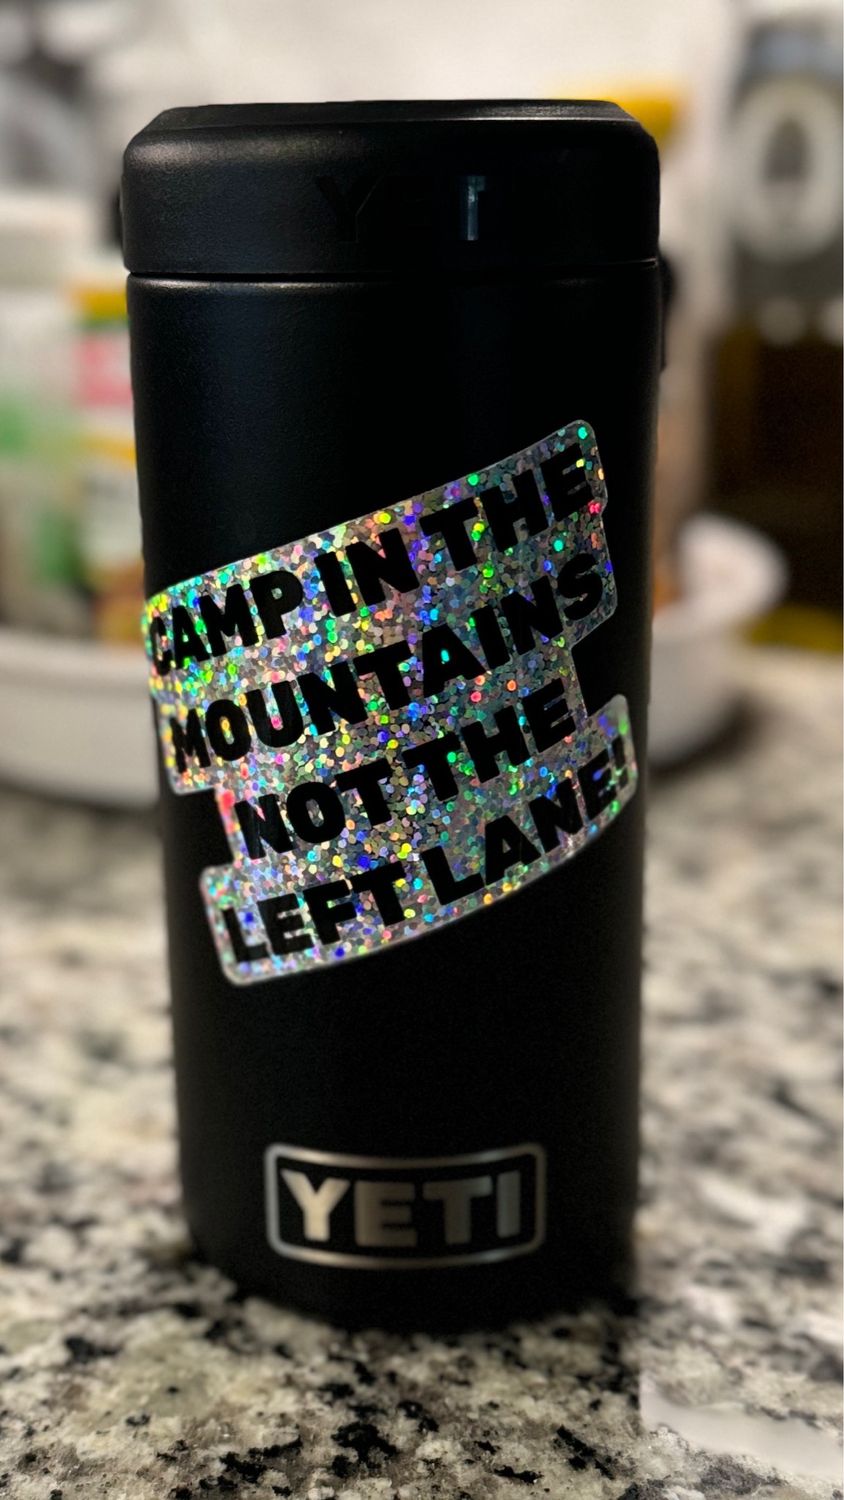 YETI
CAMP IN THE
MOUNTAINS
NOT THE
LEFT LANE!
YETI